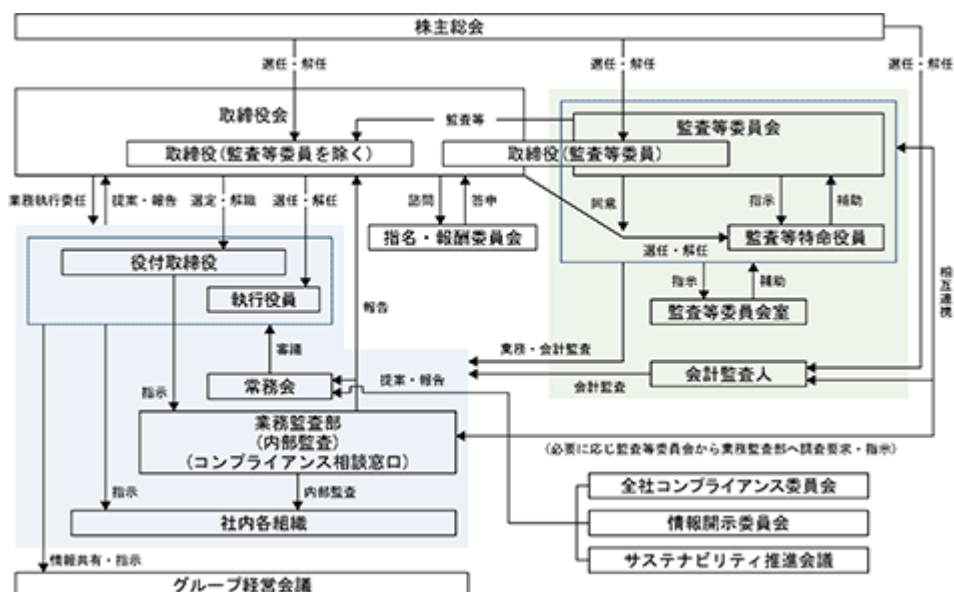 株主総会
選任・解任
選任・解任
選任・解任
取締役会
監査等
監査等委員会
取締役(監査等委員を除く)
取締役(監査等委員)
業務執行委任
提案・報告
選定・解職
選任・解任
諮問
答申
同意
指示
補助
指名・報酬委員会
監査等特命役員
選任・解任
役付取締役
執行役員
報告
指示
補助
監査等委員会室
相互連携
審議
業務・会計監査
常務会
提案・報告
会計監査
会計監査人
指示
業務監査部
(内部監査)
(コンプライアンス相談窓口)
(必要に応じ監査等委員会から業務監査部へ調査要求・指示)
指示
内部監査
全社コンプライアンス委員会
社内各組織
情報開示委員会
情報共有・指示
サステナビリティ推進会議
グループ経営会議